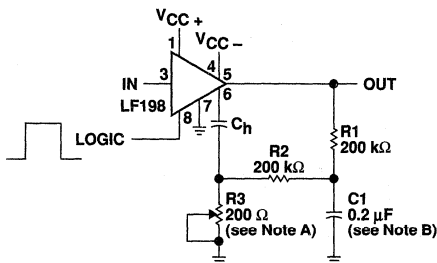 VCC +
VCC –
1
4
3
5
IN
OUT
6
LF198
7
8
Ch
LOGIC
R1
200 kΩ
R2
200 kΩ
R3
200 Ω
(see Note A)
C1
0.2 μF
(see Note B)